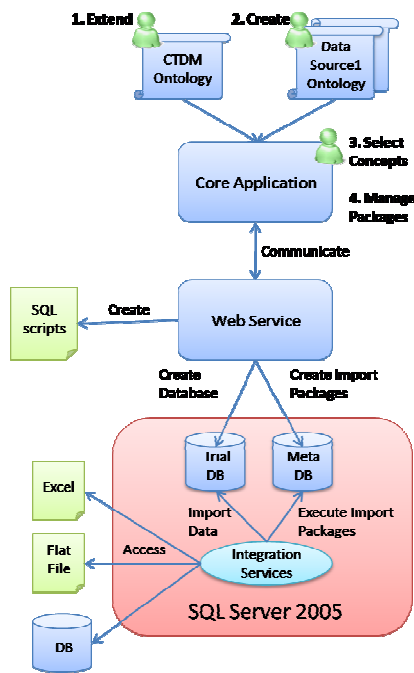 1. Extend
2. Create
CTDM
Ontology
Data
Source1
Ontology
3. Select
Concepts
Core Application
4. Manage
Packages
Communicate
SQL
scripts
Create
Web Service
Create
Database
Create Import
Packages
Trial
DB
Meta
DB
Excel
Import
Data
Execute Import
Packages
Flat
File
Access
Integration
Services
SQL Server 2005
DB